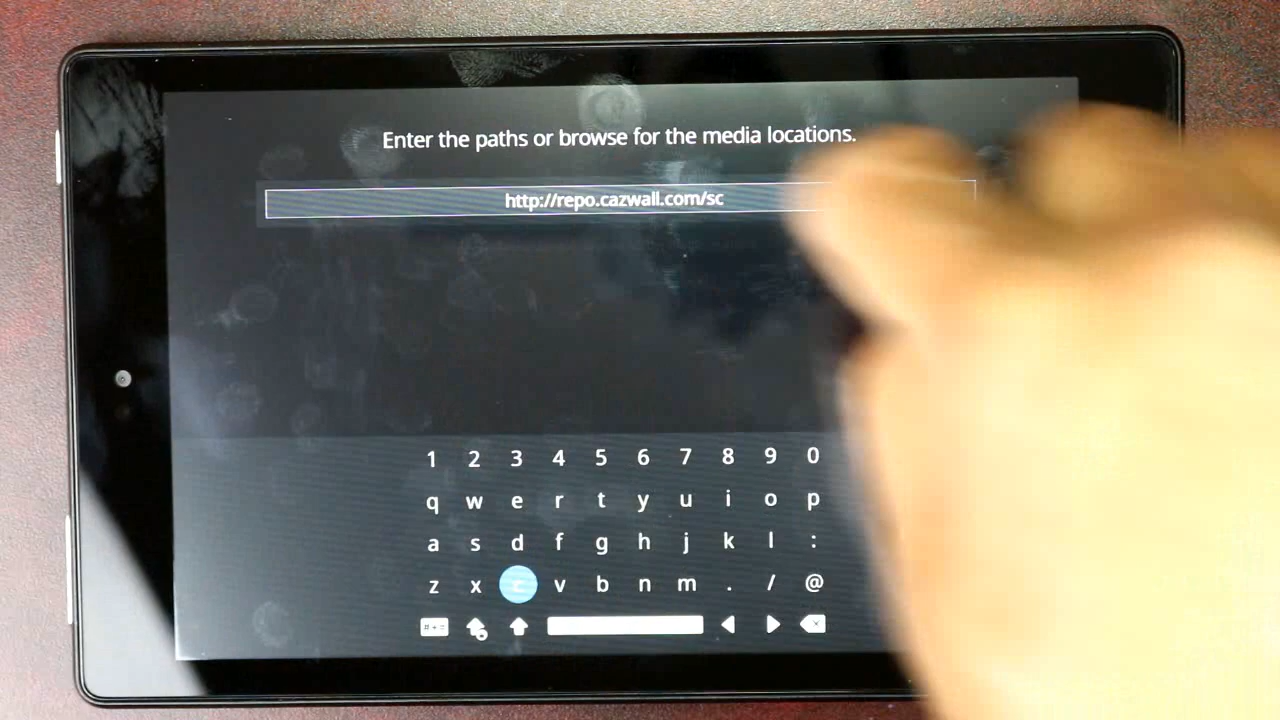 Enter the paths or browse for the media locations.
http://repo.cazwall.com/sc
1 2 3 4 5 6 7 8 9 0
q w e r t y u i o p
a s d f g h j k l :
z x c v b n m . / @
#+=